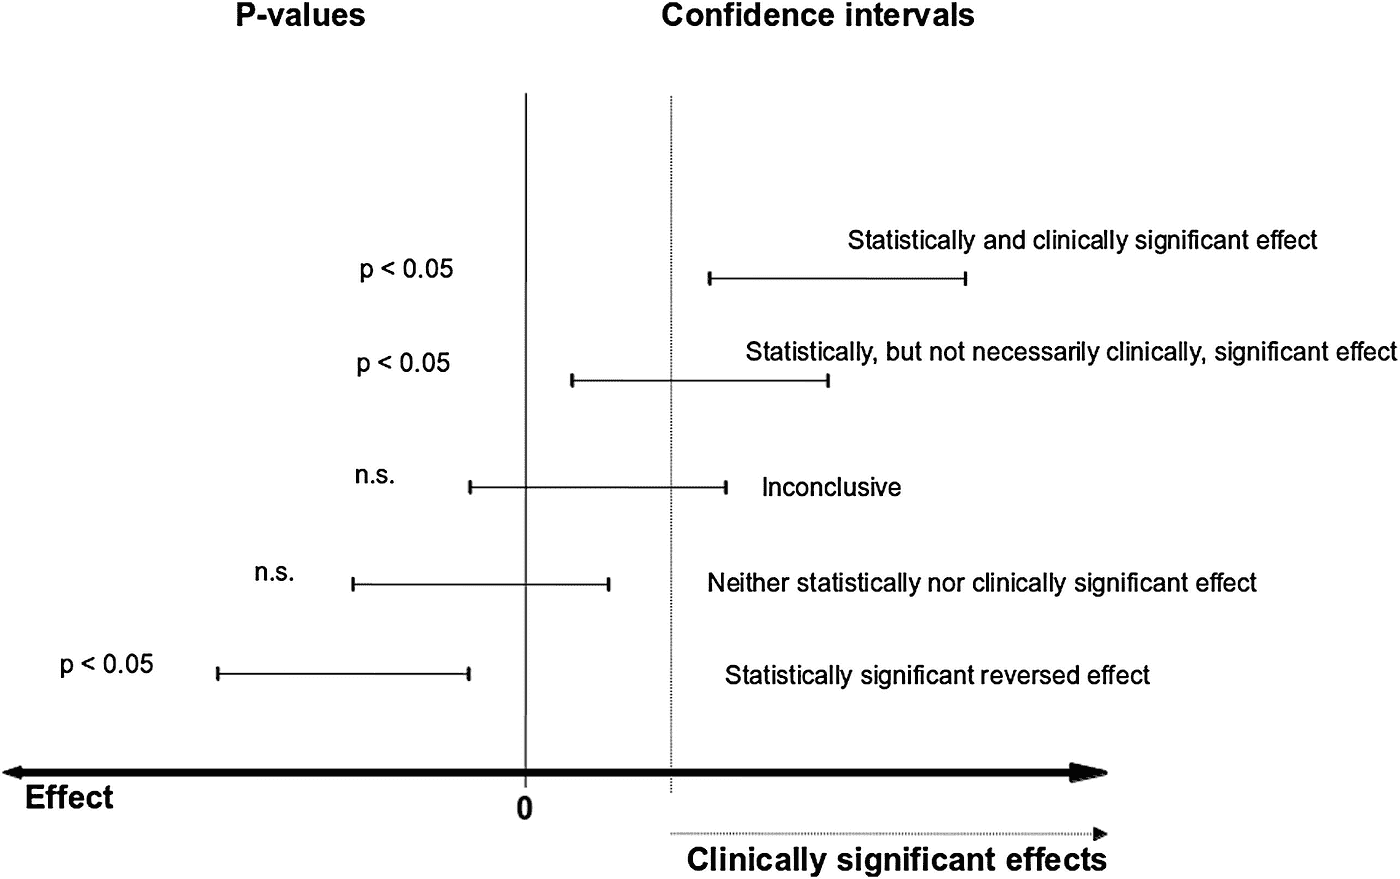 P-values
Confidence intervals
Statistically and clinically significant effect
p < 0.05
Statistically, but not necessarily clinically, significant effect
p < 0.05
n.s.
Inconclusive
n.s.
Neither statistically nor clinically significant effect
p < 0.05
Statistically significant reversed effect
Effect
0
Clinically significant effects